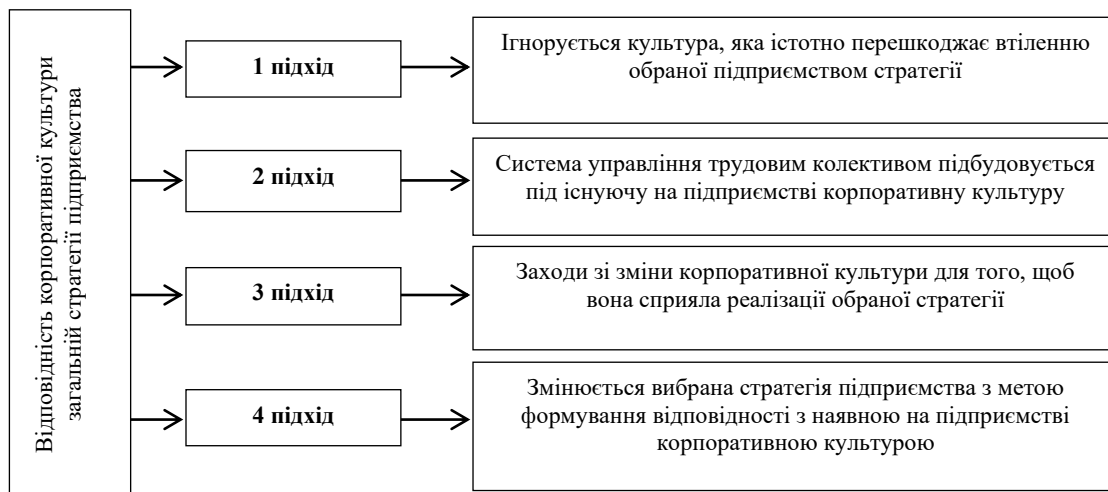 Відповідність корпоративної культури
загальній стратегії підприємства
1 підхід
Ігнорується культура, яка істотно перешкоджає втіленню
обраної підприємством стратегії
2 підхід
Система управління трудовим колективом підбудовується
під існуючу на підприємстві корпоративну культуру
3 підхід
Заходи зі зміни корпоративної культури для того, щоб
вона сприяла реалізації обраної стратегії
4 підхід
Змінюється вибрана стратегія підприємства з метою
формування відповідності з наявною на підприємстві
корпоративною культурою